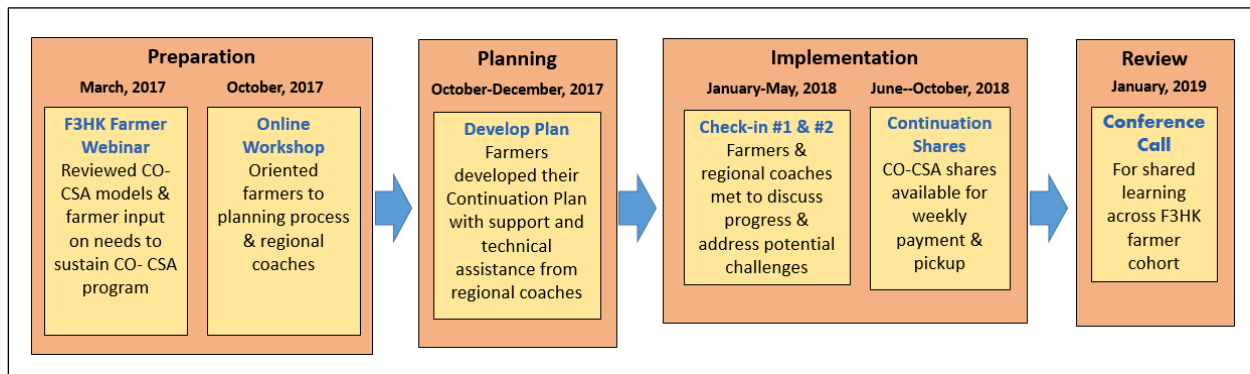 Preparation
March, 2017
F3HK Farmer
Webinar
Reviewed CO-
CSA models &
farmer input
on needs to
sustain CO- CSA
program
October, 2017
Online
Workshop
Oriented
farmers to
planning process
& regional
coaches
Planning
October-December, 2017
Develop Plan
Farmers
developed their
Continuation Plan
with support and
technical
assistance from
regional coaches
Implementation
January-May, 2018
Check-in #1 & #2
Farmers &
regional coaches
met to discuss
progress &
address potential
challenges
June--October, 2018
Continuation
Shares
CO-CSA shares
available for
weekly
payment &
pickup
Review
January, 2019
Conference
Call
For shared
learning
across F3HK
farmer
cohort